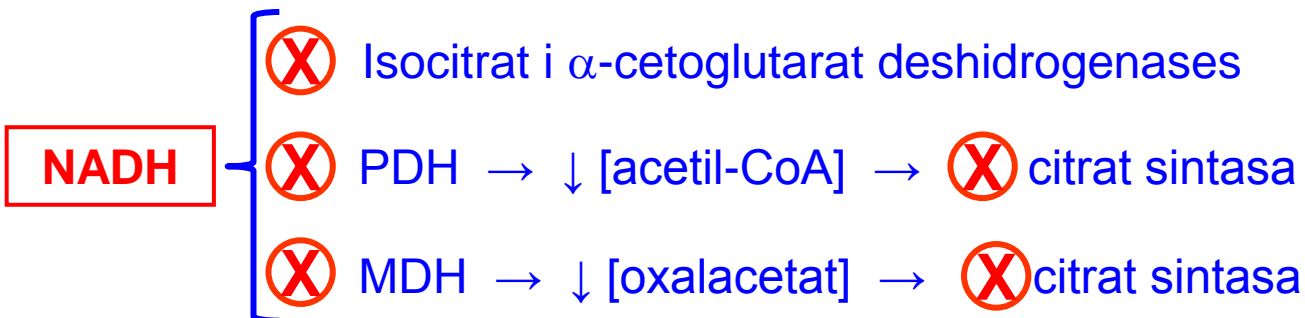 X Isocitrat i α-cetoglutarat deshidrogenases
NADH X PDH → ↓ [acetil-CoA] → X citrat sintasa
X MDH → ↓ [oxalacetat] → X citrat sintasa